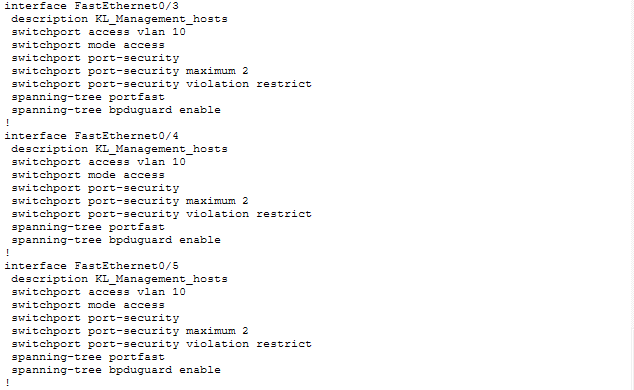 interface FastEthernet0/3
 description KL_Management_hosts
 switchport access vlan 10
 switchport mode access
 switchport port-security
 switchport port-security maximum 2
 switchport port-security violation restrict
 spanning-tree portfast
 spanning-tree bpduguard enable
!
interface FastEthernet0/4
 description KL_Management_hosts
 switchport access vlan 10
 switchport mode access
 switchport port-security
 switchport port-security maximum 2
 switchport port-security violation restrict
 spanning-tree portfast
 spanning-tree bpduguard enable
!
interface FastEthernet0/5
 description KL_Management_hosts
 switchport access vlan 10
 switchport mode access
 switchport port-security
 switchport port-security maximum 2
 switchport port-security violation restrict
 spanning-tree portfast
 spanning-tree bpduguard enable
!